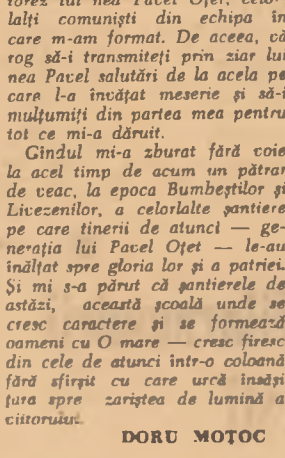 torez lui nea Pavel Oțer, celor-
lalți comuniști din echipa în
care m-am format. De aceea, vă
rog să-i transmiteți prin ziar lui
nea Pavel salutări de la acela pe
care l-a învățat meserie și să-i
mulțumiți din partea mea pentru
tot ce mi-a dăruit.
Gîndul mi-a zburat fără voie
la acel timp de acum un pătrar
de veac, la epoca Bumbeștilor și
Livezenilor, a celorlalte șantiere
pe care tinerii de atunci — ge-
nerația lui Pavel Oțet — le-au
înălțat spre gloria lor și a patriei.
Și mi s-a părut că șantierele de
astăzi, această școală unde se
cresc caractere și se formează
oameni cu O mare — cresc firesc
din cele de atunci într-o coloană
fără sfîrșit cu care urcă însăși
țara spre zariștea de lumină a
viitorului.
DORU MOȚOC